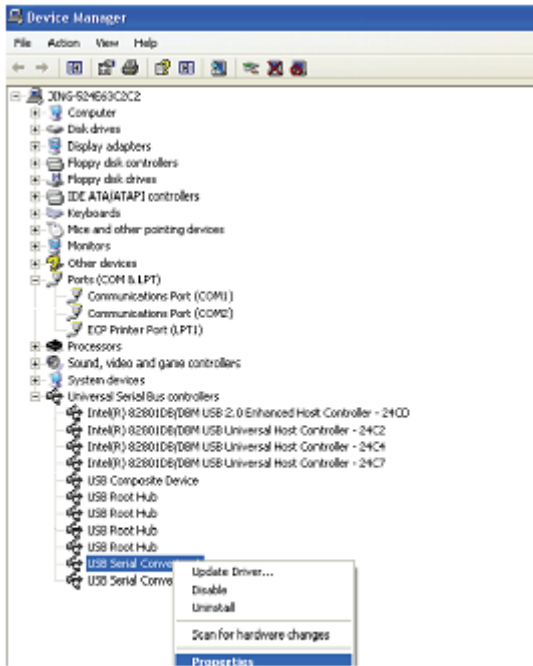 Device Manager
File Action View Help
JING-524E63C2C2
Computer
Disk drives
Display adapters
Floppy disk controllers
Floppy disk drives
IDE ATA/ATAPI controllers
Keyboards
Mice and other pointing devices
Monitors
Other devices
Ports (COM & LPT)
Communications Port (COM1)
Communications Port (COM2)
ECP Printer Port (LPT1)
Processors
Sound, video and game controllers
System devices
Universal Serial Bus controllers
Intel(R) 82801DB/DBM USB 2.0 Enhanced Host Controller - 24CD
Intel(R) 82801DB/DBM USB Universal Host Controller - 24C2
Intel(R) 82801DB/DBM USB Universal Host Controller - 24C4
Intel(R) 82801DB/DBM USB Universal Host Controller - 24C7
USB Composite Device
USB Root Hub
USB Root Hub
USB Root Hub
USB Root Hub
USB Serial
USB Serial
Update Driver...
Disable
Uninstall
Scan for hardware changes
Properties